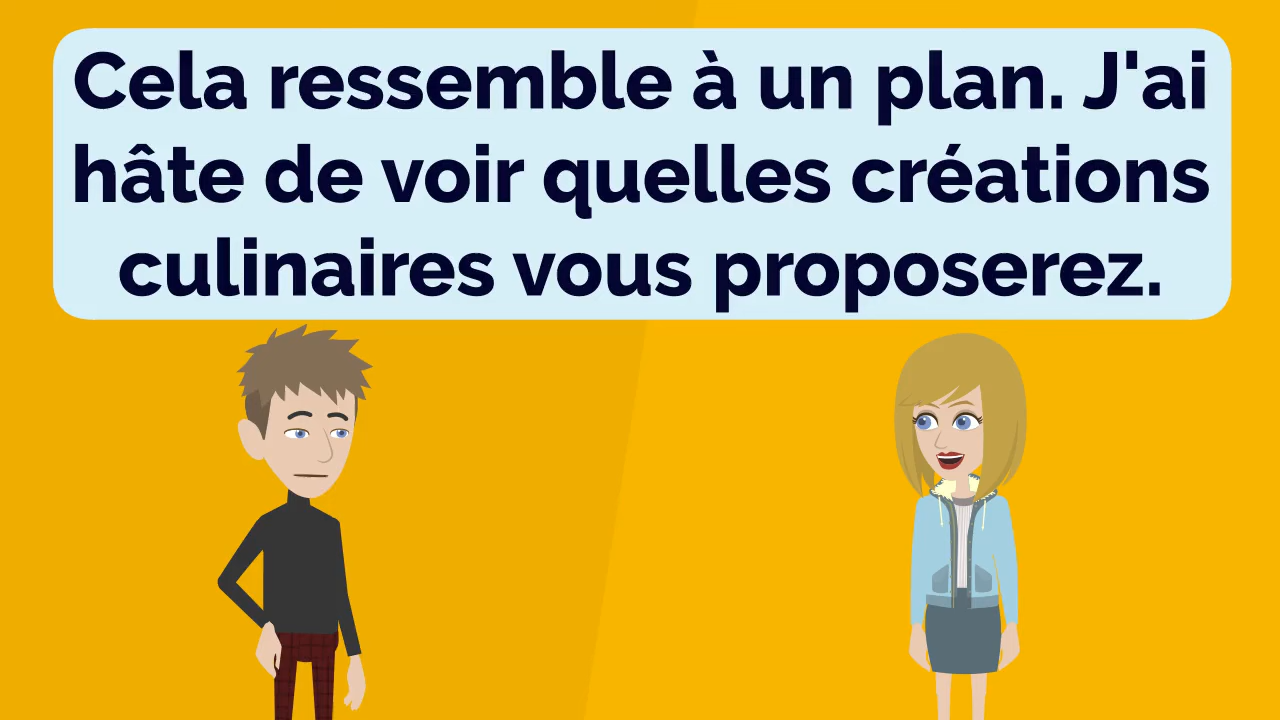 Cela ressemble à un plan. J'ai
hâte de voir quelles créations
culinaires vous proposerez.